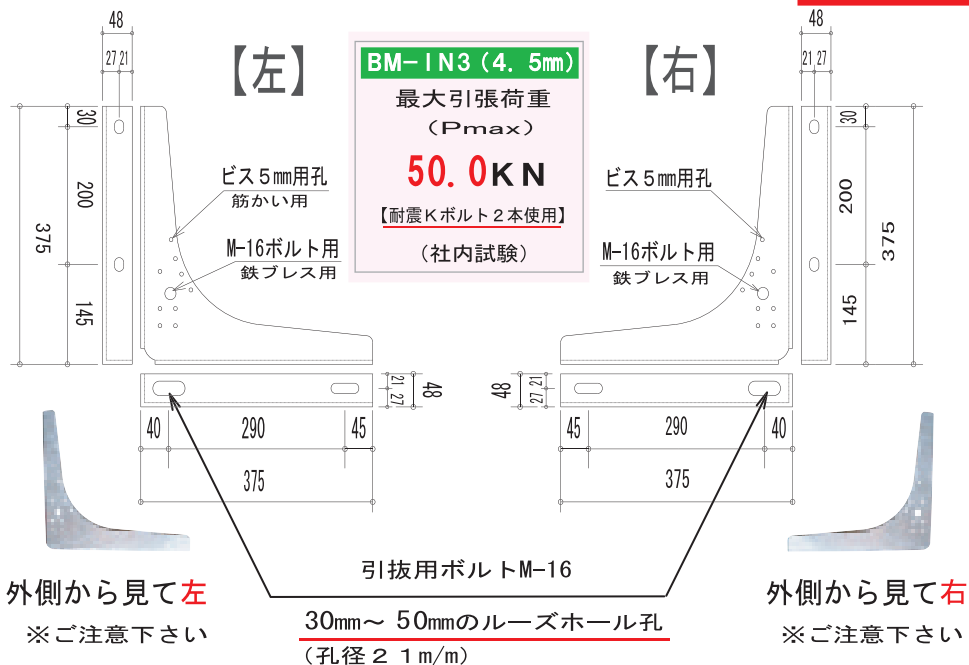 48
27 21
30
200
375
145
【左】
ビス5mm用孔
筋かい用
M-16ボルト用
鉄ブレス用
BM-IN3(4. 5mm)
最大引張荷重
(Pmax)
50.0KN
【耐震Kボルト2本使用】
(社内試験)
【右】
ビス5mm用孔
M-16ボルト用
鉄ブレス用
48
21 27
30
200
375
145
21
27
48
40
290
45
375
48
21
27
45
290
40
375
引抜用ボルトM-16
30mm～ 50mmのルーズホール孔
(孔径21m/m)
外側から見て左
※ご注意下さい
外側から見て右
※ご注意下さい